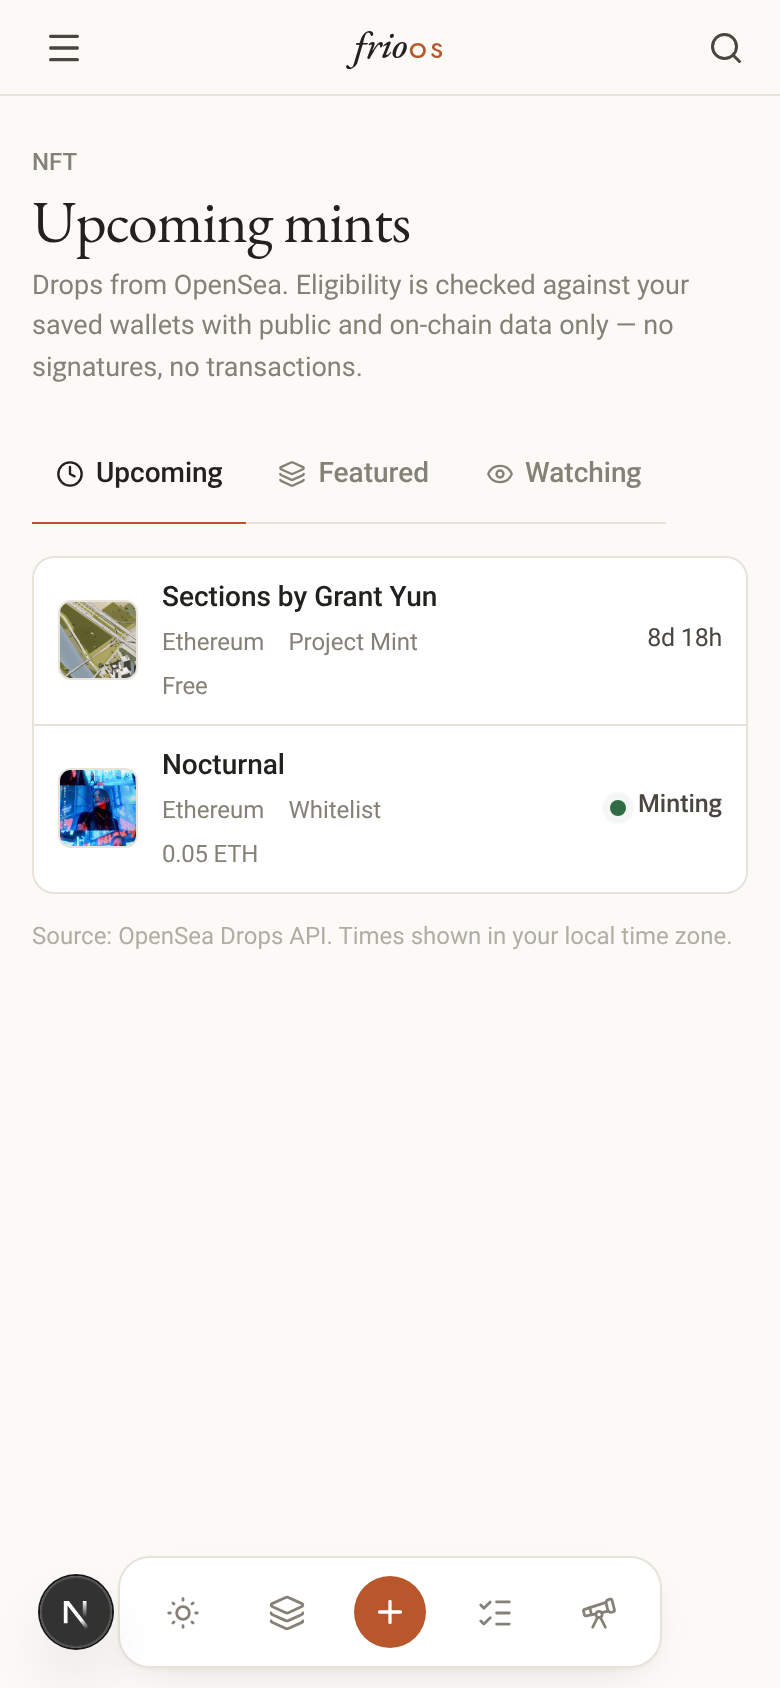 frioos
NFT
Upcoming mints
Drops from OpenSea. Eligibility is checked against your
saved wallets with public and on-chain data only — no
signatures, no transactions.
Upcoming Featured Watching
Sections by Grant Yun
Ethereum Project Mint
8d 18h
Free
Nocturnal
Ethereum Whitelist
Minting
0.05 ETH
Source: OpenSea Drops API. Times shown in your local time zone.
N